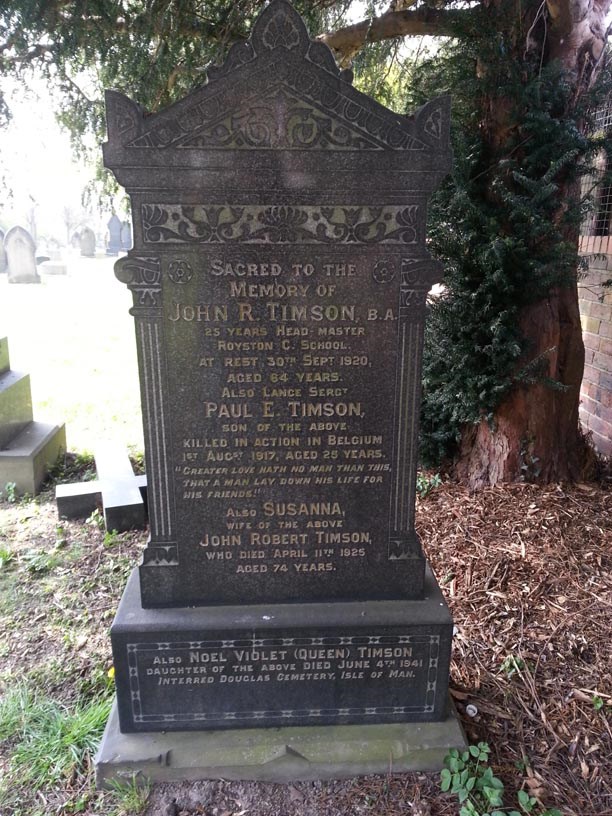 SACRED TO THE
MEMORY OF
JOHN R. TIMSON, B.A.
25 YEARS HEAD-MASTER
ROYSTON C. SCHOOL.
AT REST 30TH SEPT 1920,
AGED 64 YEARS.
ALSO LANCE SERGT
PAUL E. TIMSON,
SON OF THE ABOVE
KILLED IN ACTION IN BELGIUM
1ST AUGST 1917, AGED 25 YEARS.
"GREATER LOVE HATH NO MAN THAN THIS,
THAT A MAN LAY DOWN HIS LIFE FOR
HIS FRIENDS."
ALSO SUSANNA,
WIFE OF THE ABOVE
JOHN ROBERT TIMSON,
WHO DIED APRIL 11TH 1925
AGED 74 YEARS.
ALSO NOEL VIOLET (QUEEN) TIMSON
DAUGHTER OF THE ABOVE DIED JUNE 4TH 1941
INTERRED DOUGLAS CEMETERY, ISLE OF MAN.